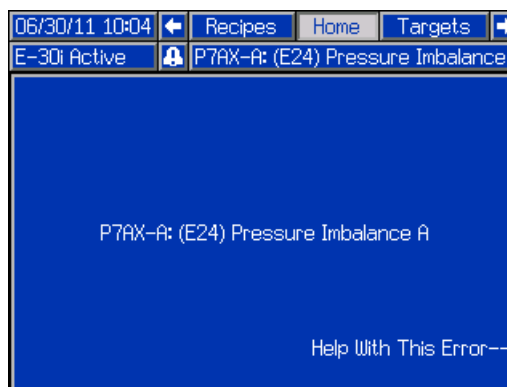 06/30/11 10:04 Recipes Home Targets
E-30i Active P7AX-A: (E24) Pressure Imbalance
P7AX-A: (E24) Pressure Imbalance A
Help With This Error--